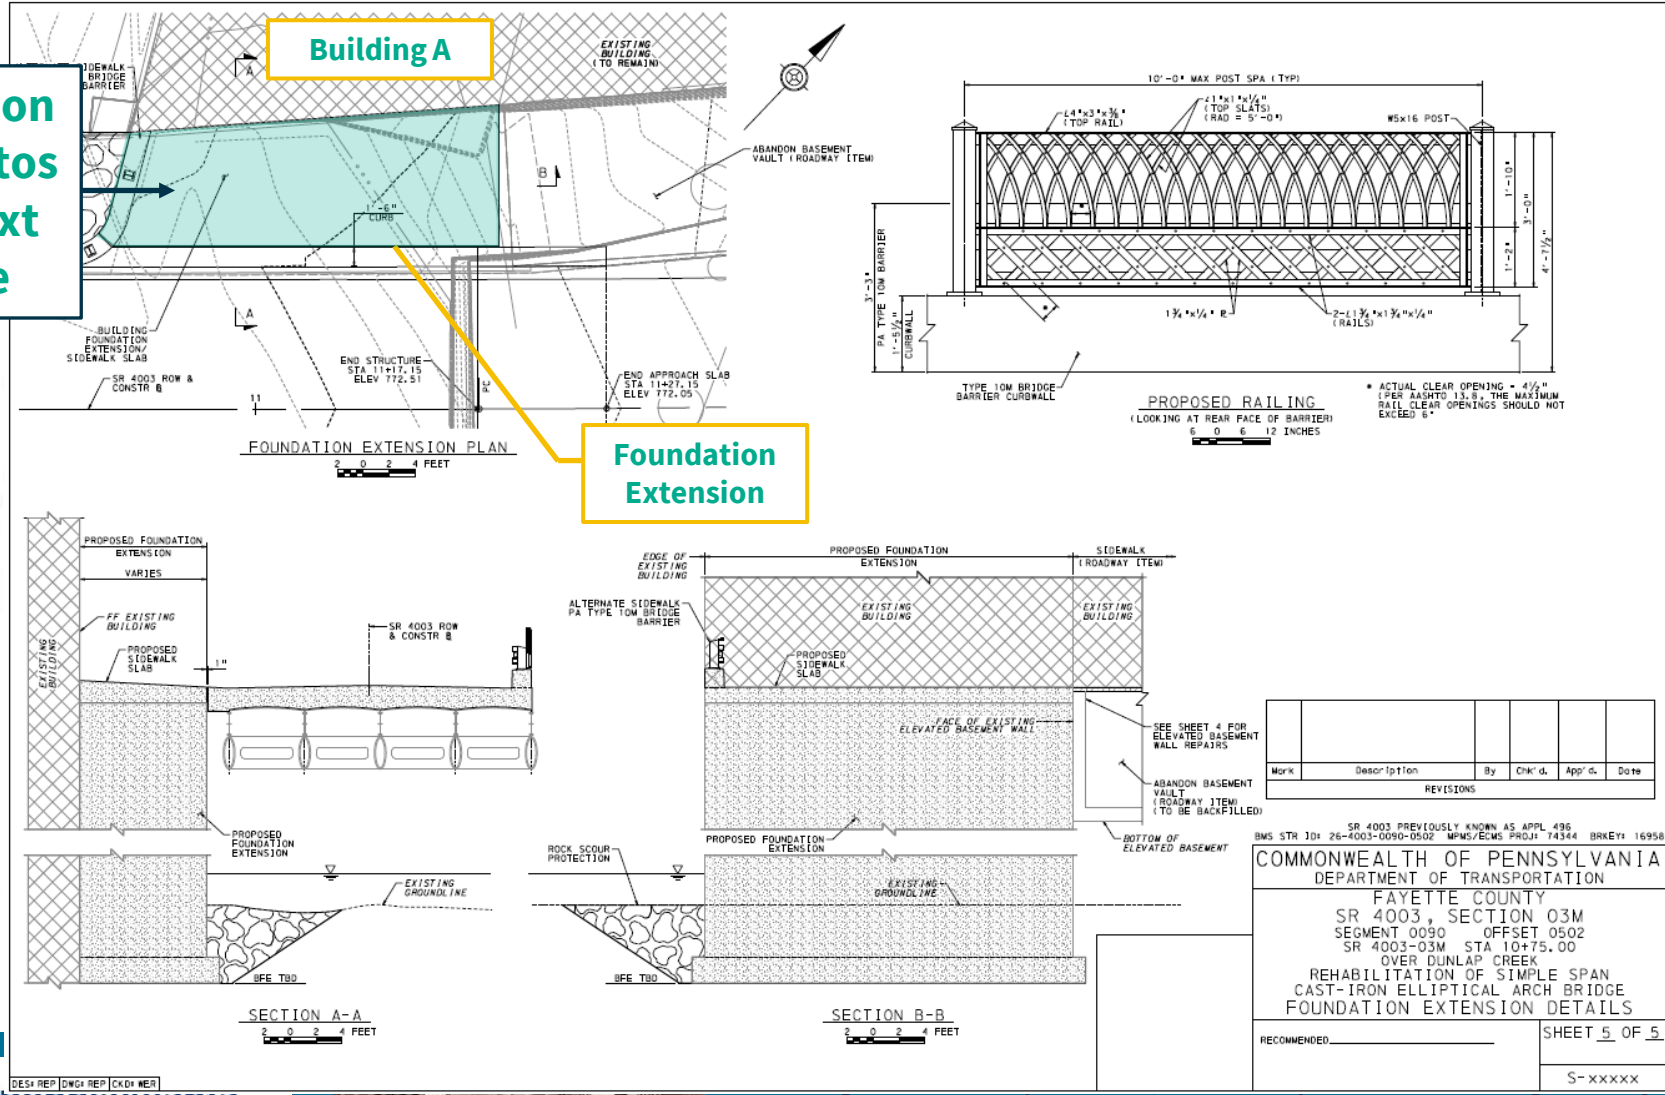 Building A
EXISTING
BUILDING
(TO REMAIN)
IDEWALK
BRIDGE
BARRIER
A
on
tos
xt
e
B
1'-6"
CURB
ABANDON BASEMENT
VAULT (ROADWAY ITEM)
A
BUILDING
FOUNDATION
EXTENSION/
SIDEWALK SLAB
SR 4003 ROW &
CONSTR ℄
11
END STRUCTURE
STA 11+17.15
ELEV 772.51
PC
END APPROACH SLAB
STA 11+27.15
ELEV 772.05
FOUNDATION EXTENSION PLAN
2 0 2 4 FEET
Foundation
Extension
10'-0" MAX POST SPA (TYP)
∠4"x3"x⅜"
(TOP RAIL)
∠1"x1"x¼"
(TOP SLATS)
(RAD = 5'-0")
W5x16 POST
1'-10"
3'-0"
1'-2"
4'-7½"
3'-3"
PA TYPE 10M BARRIER
1'-5½"
CURBWALL
*
*
1¾"x¼" ℄
2-∠1¾"x1¾"x¼"
(RAILS)
TYPE 10M BRIDGE
BARRIER CURBWALL
PROPOSED RAILING
(LOOKING AT REAR FACE OF BARRIER)
6 0 6 12 INCHES
* ACTUAL CLEAR OPENING = 4½"
(PER AASHTO 13.8, THE MAXIMUM
RAIL CLEAR OPENINGS SHOULD NOT
EXCEED 6"
PROPOSED FOUNDATION
EXTENSION
VARIES
FF EXISTING
BUILDING
EXISTING
BUILDING
PROPOSED
SIDEWALK
SLAB
1"
SR 4003 ROW
& CONSTR ℄
PROPOSED
FOUNDATION
EXTENSION
EXISTING
GROUNDLINE
BFE TBD
SECTION A-A
2 0 2 4 FEET
EDGE OF
EXISTING
BUILDING
PROPOSED FOUNDATION
EXTENSION
SIDEWALK
(ROADWAY ITEM)
ALTERNATE SIDEWALK
PA TYPE 10M BRIDGE
BARRIER
EXISTING
BUILDING
EXISTING
BUILDING
PROPOSED
SIDEWALK
SLAB
FACE OF EXISTING
ELEVATED BASEMENT WALL
SEE SHEET 4 FOR
ELEVATED BASEMENT
WALL REPAIRS
ABANDON BASEMENT
VAULT
(ROADWAY ITEM)
(TO BE BACKFILLED)
PROPOSED FOUNDATION
EXTENSION
BOTTOM OF
ELEVATED BASEMENT
ROCK SCOUR
PROTECTION
EXISTING
GROUNDLINE
BFE TBD
SECTION B-B
2 0 2 4 FEET
Mark Description By Chk'd. App'd. Date
REVISIONS
SR 4003 PREVIOUSLY KNOWN AS APPL 496
BMS STR ID: 26-4003-0090-0502 MPMS/ECMS PROJ: 74344 BRKEY: 16958
COMMONWEALTH OF PENNSYLVANIA
DEPARTMENT OF TRANSPORTATION
FAYETTE COUNTY
SR 4003, SECTION 03M
SEGMENT 0090 OFFSET 0502
SR 4003-03M STA 10+75.00
OVER DUNLAP CREEK
REHABILITATION OF SIMPLE SPAN
CAST-IRON ELLIPTICAL ARCH BRIDGE
FOUNDATION EXTENSION DETAILS
RECOMMENDED
SHEET 5 OF 5
S-xxxxx
DES: REP DWG: REP CKD: WER